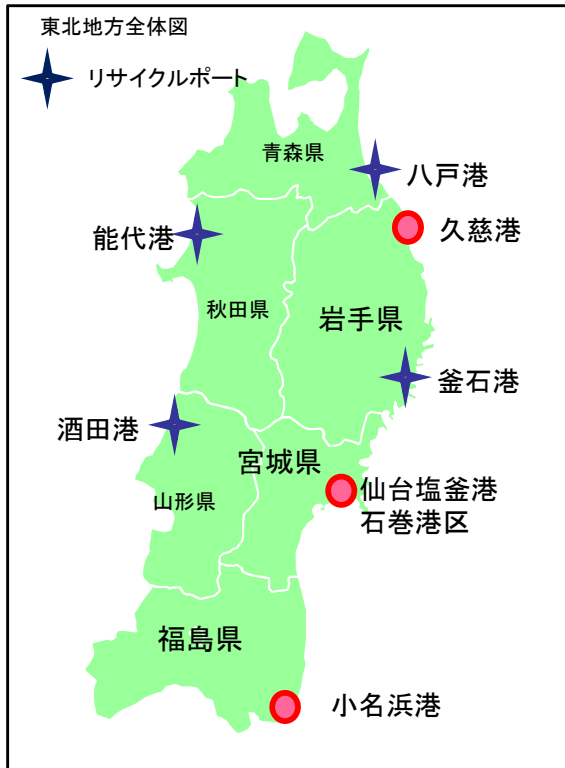 東北地方全体図
リサイクルポート
青森県
八戸港
久慈港
能代港
秋田県
岩手県
釜石港
酒田港
宮城県
仙台塩釜港
石巻港区
山形県
福島県
小名浜港